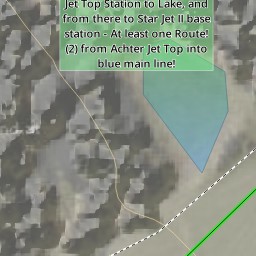 Jet Top Station to Lake, and
from there to Star Jet II base
station - At least one Route!
(2) from Achter Jet Top into
blue main line!